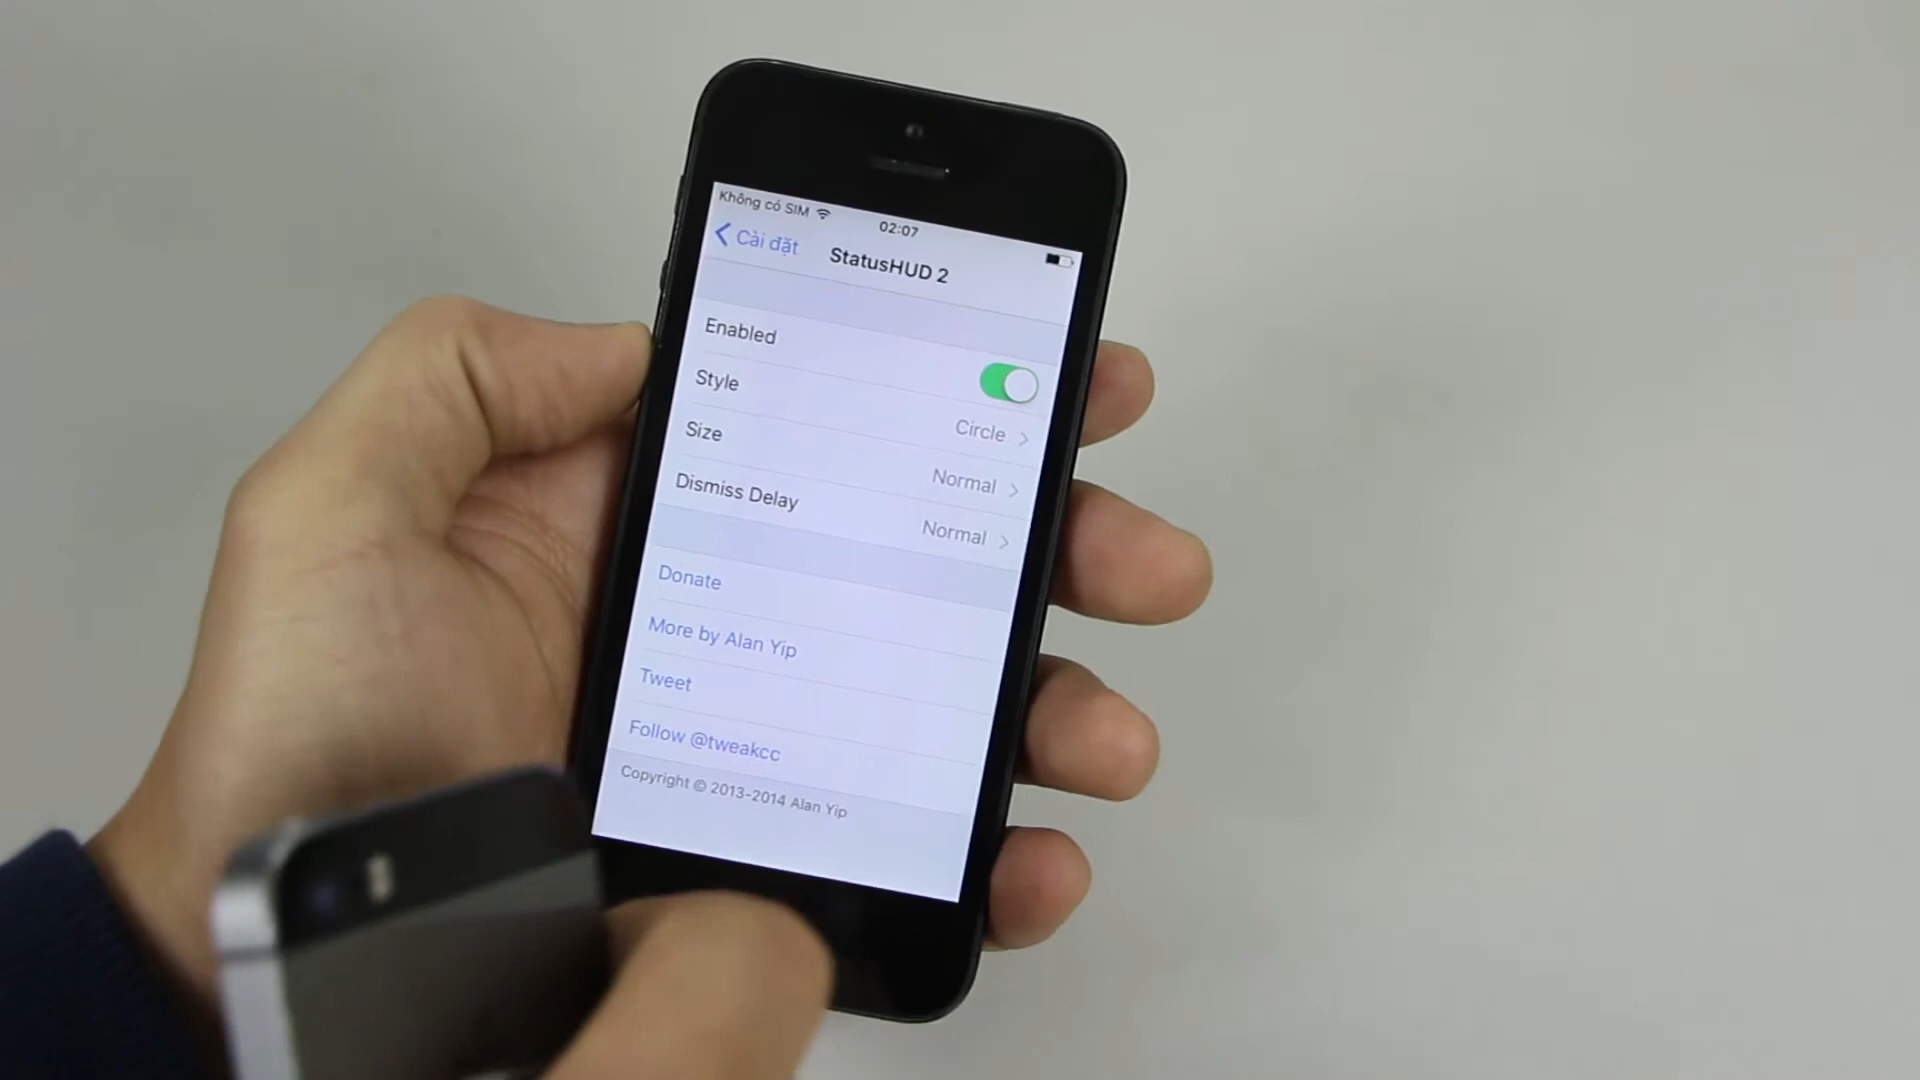 Không có SIM
02:07
Cài đặt
StatusHUD 2
Enabled
Style
Circle
Size
Normal
Dismiss Delay
Normal
Donate
More by Alan Yip
Tweet
Follow @tweakcc
Copyright © 2013-2014 Alan Yip